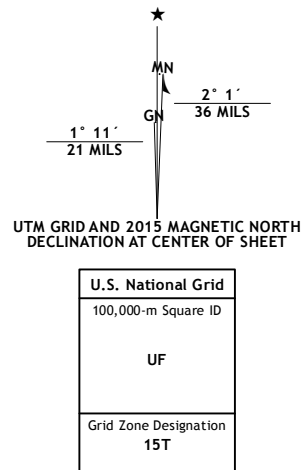 ★
MN
GN
2° 1´
36 MILS
1° 11´
21 MILS
UTM GRID AND 2015 MAGNETIC NORTH
DECLINATION AT CENTER OF SHEET
U.S. National Grid
100,000-m Square ID
UF
Grid Zone Designation
15T